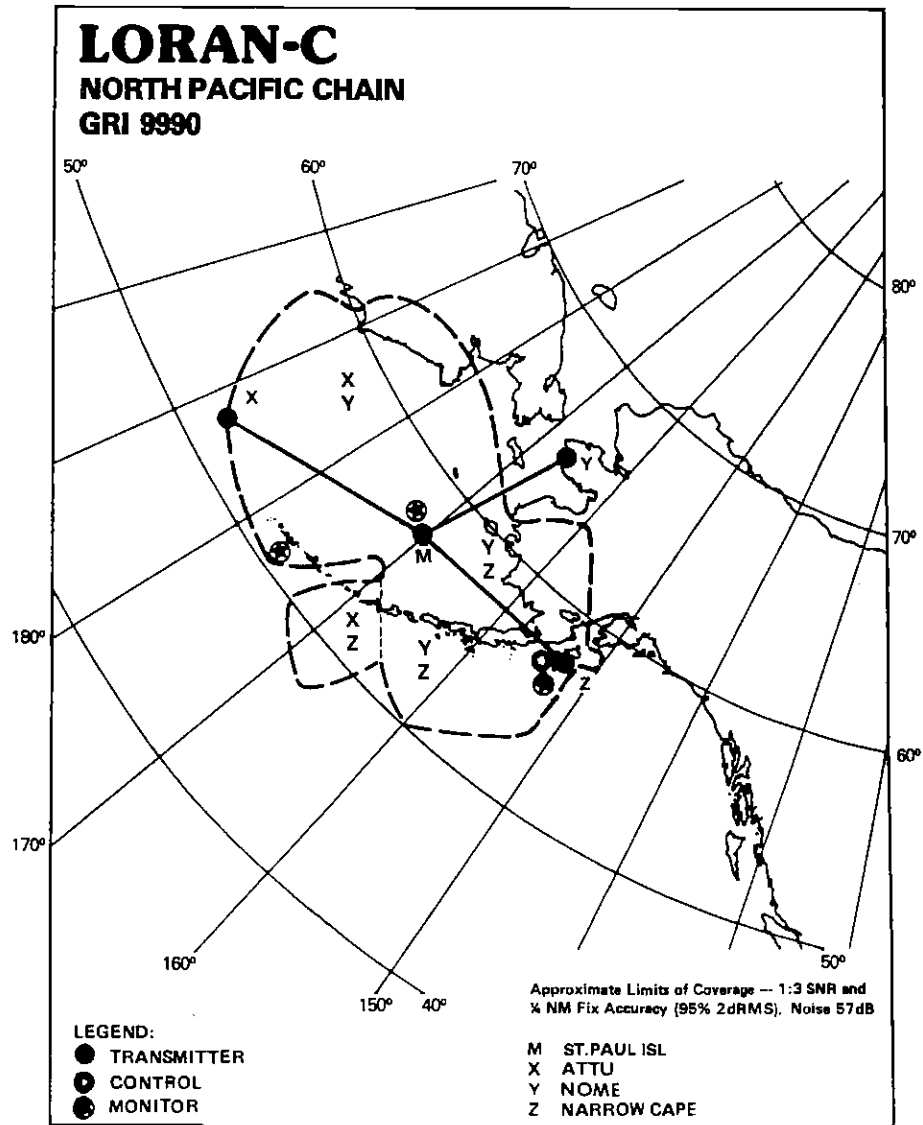 LORAN-C
NORTH PACIFIC CHAIN
GRI 9990
50º
60º
70º
80º
X
X
Y
Y
M
Y
Z
X
Z
Y
Z
Z
180º
170º
160º
150º
40º
50º
60º
70º
Approximate Limits of Coverage — 1:3 SNR and
¼ NM Fix Accuracy (95% 2dRMS), Noise 57dB
LEGEND:
TRANSMITTER
CONTROL
MONITOR
M ST.PAUL ISL
X ATTU
Y NOME
Z NARROW CAPE